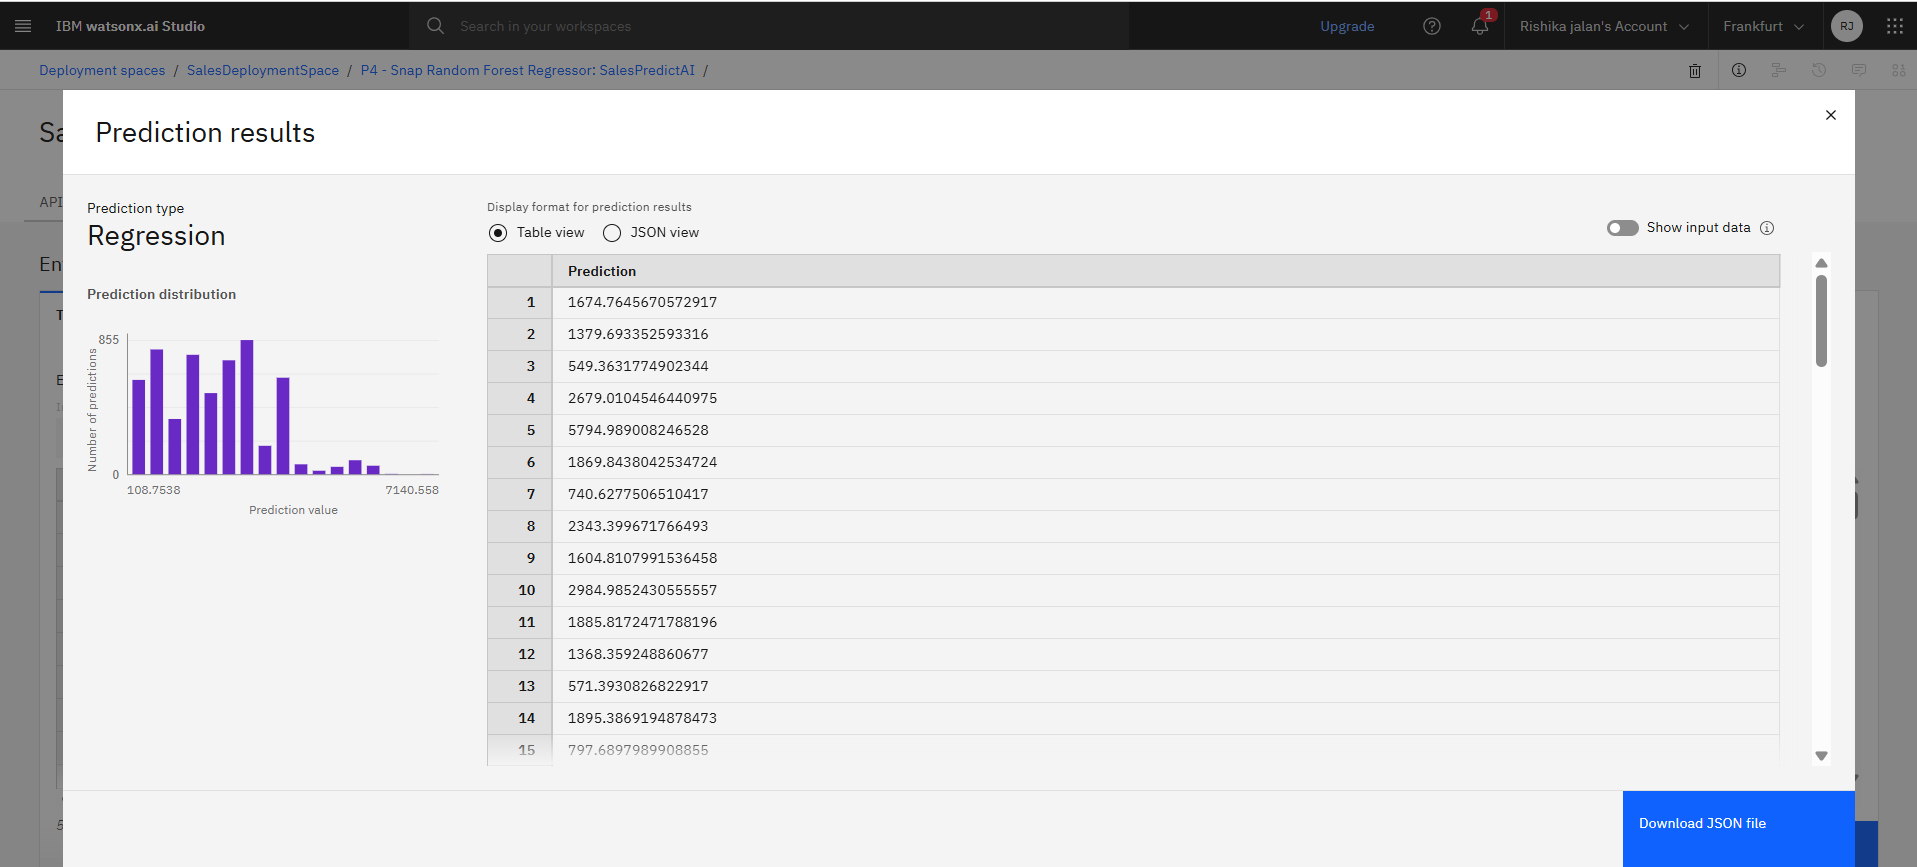 IBM watsonx.ai Studio
Search in your workspaces
Upgrade
1
Rishika jalan's Account
Frankfurt
RJ
Deployment spaces / SalesDeploymentSpace / P4 - Snap Random Forest Regressor: SalesPredictAI /
Sa
API
En
T
E
5
Prediction results
Prediction type
Regression
Prediction distribution
855
Number of predictions
0
108.7538
7140.558
Prediction value
Display format for prediction results
Table view
JSON view
Show input data
Prediction
1 1674.7645670572917
2 1379.693352593316
3 549.3631774902344
4 2679.0104546440975
5 5794.989008246528
6 1869.8438042534724
7 740.6277506510417
8 2343.399671766493
9 1604.8107991536458
10 2984.9852430555557
11 1885.8172471788196
12 1368.359248860677
13 571.3930826822917
14 1895.3869194878473
15 797.6897989908855
Download JSON file